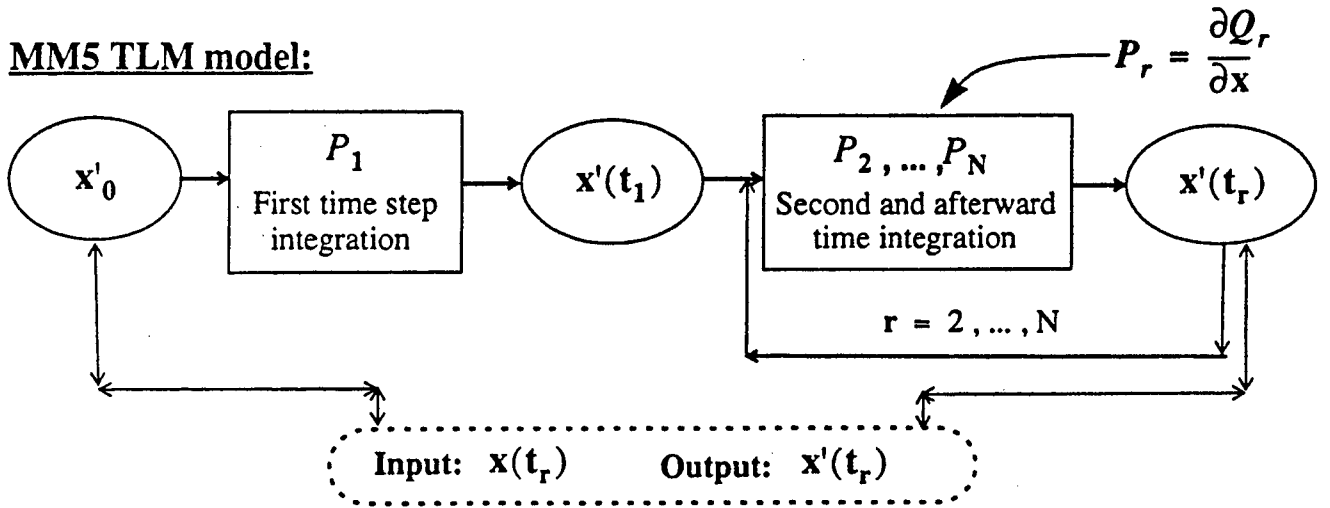 MM5 TLM model:
P_r = ∂Q_r / ∂x
x'_0
P_1
First time step
integration
x'(t_1)
P_2 , ... , P_N
Second and afterward
time integration
x'(t_r)
r = 2 , ... , N
Input: x(t_r) Output: x'(t_r)